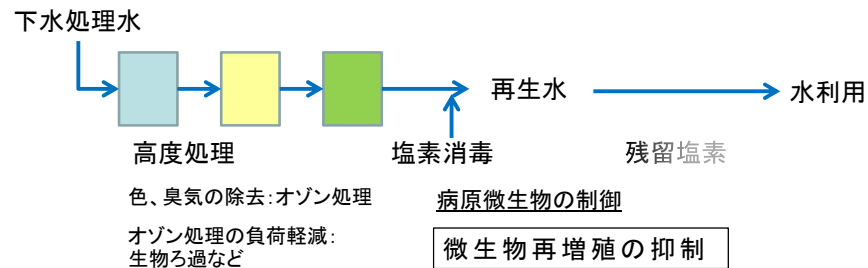 下水処理水
再生水
水利用
高度処理
塩素消毒
残留塩素
色、臭気の除去:オゾン処理
病原微生物の制御
オゾン処理の負荷軽減:
生物ろ過など
微生物再増殖の抑制